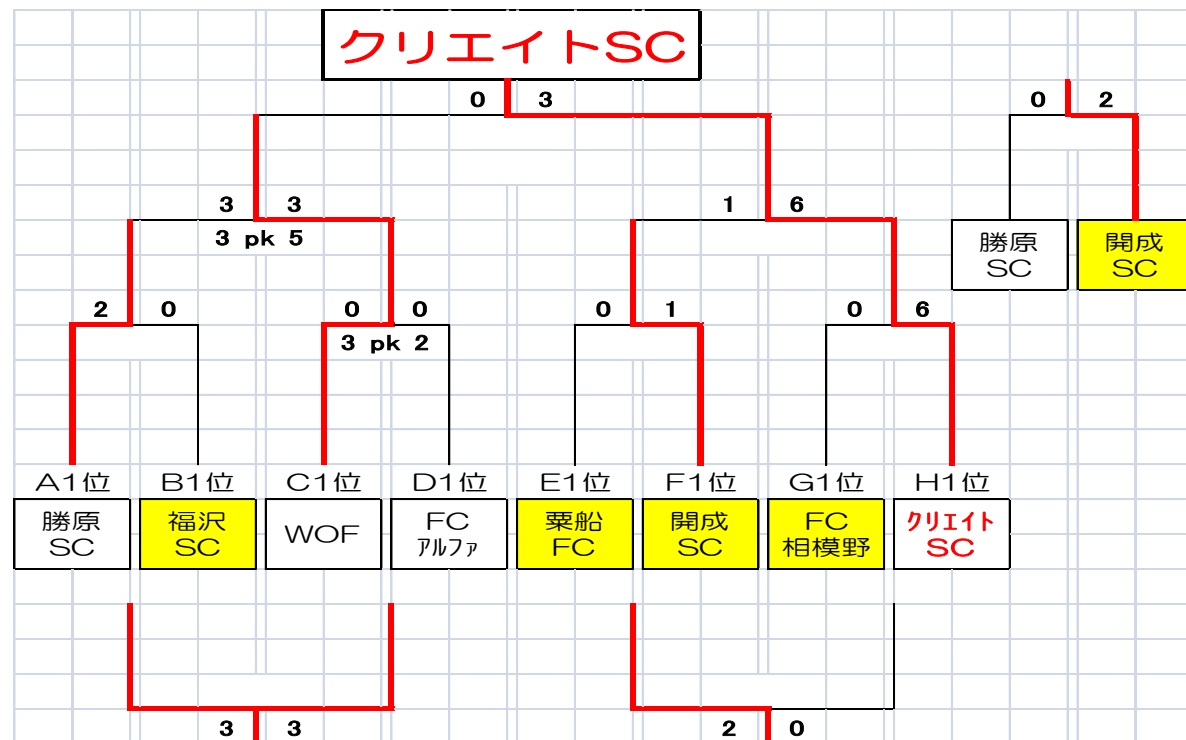 クリエイトSC
0 3
0 2
3 3
3 pk 5
1 6
勝原
SC
開成
SC
2 0
0 0
3 pk 2
0 1
0 6
A1位 B1位 C1位 D1位 E1位 F1位 G1位 H1位
勝原
SC
福沢
SC
WOF
FC
アルファ
粟船
FC
開成
SC
FC
相模野
クリエイト
SC
3 3
2 0